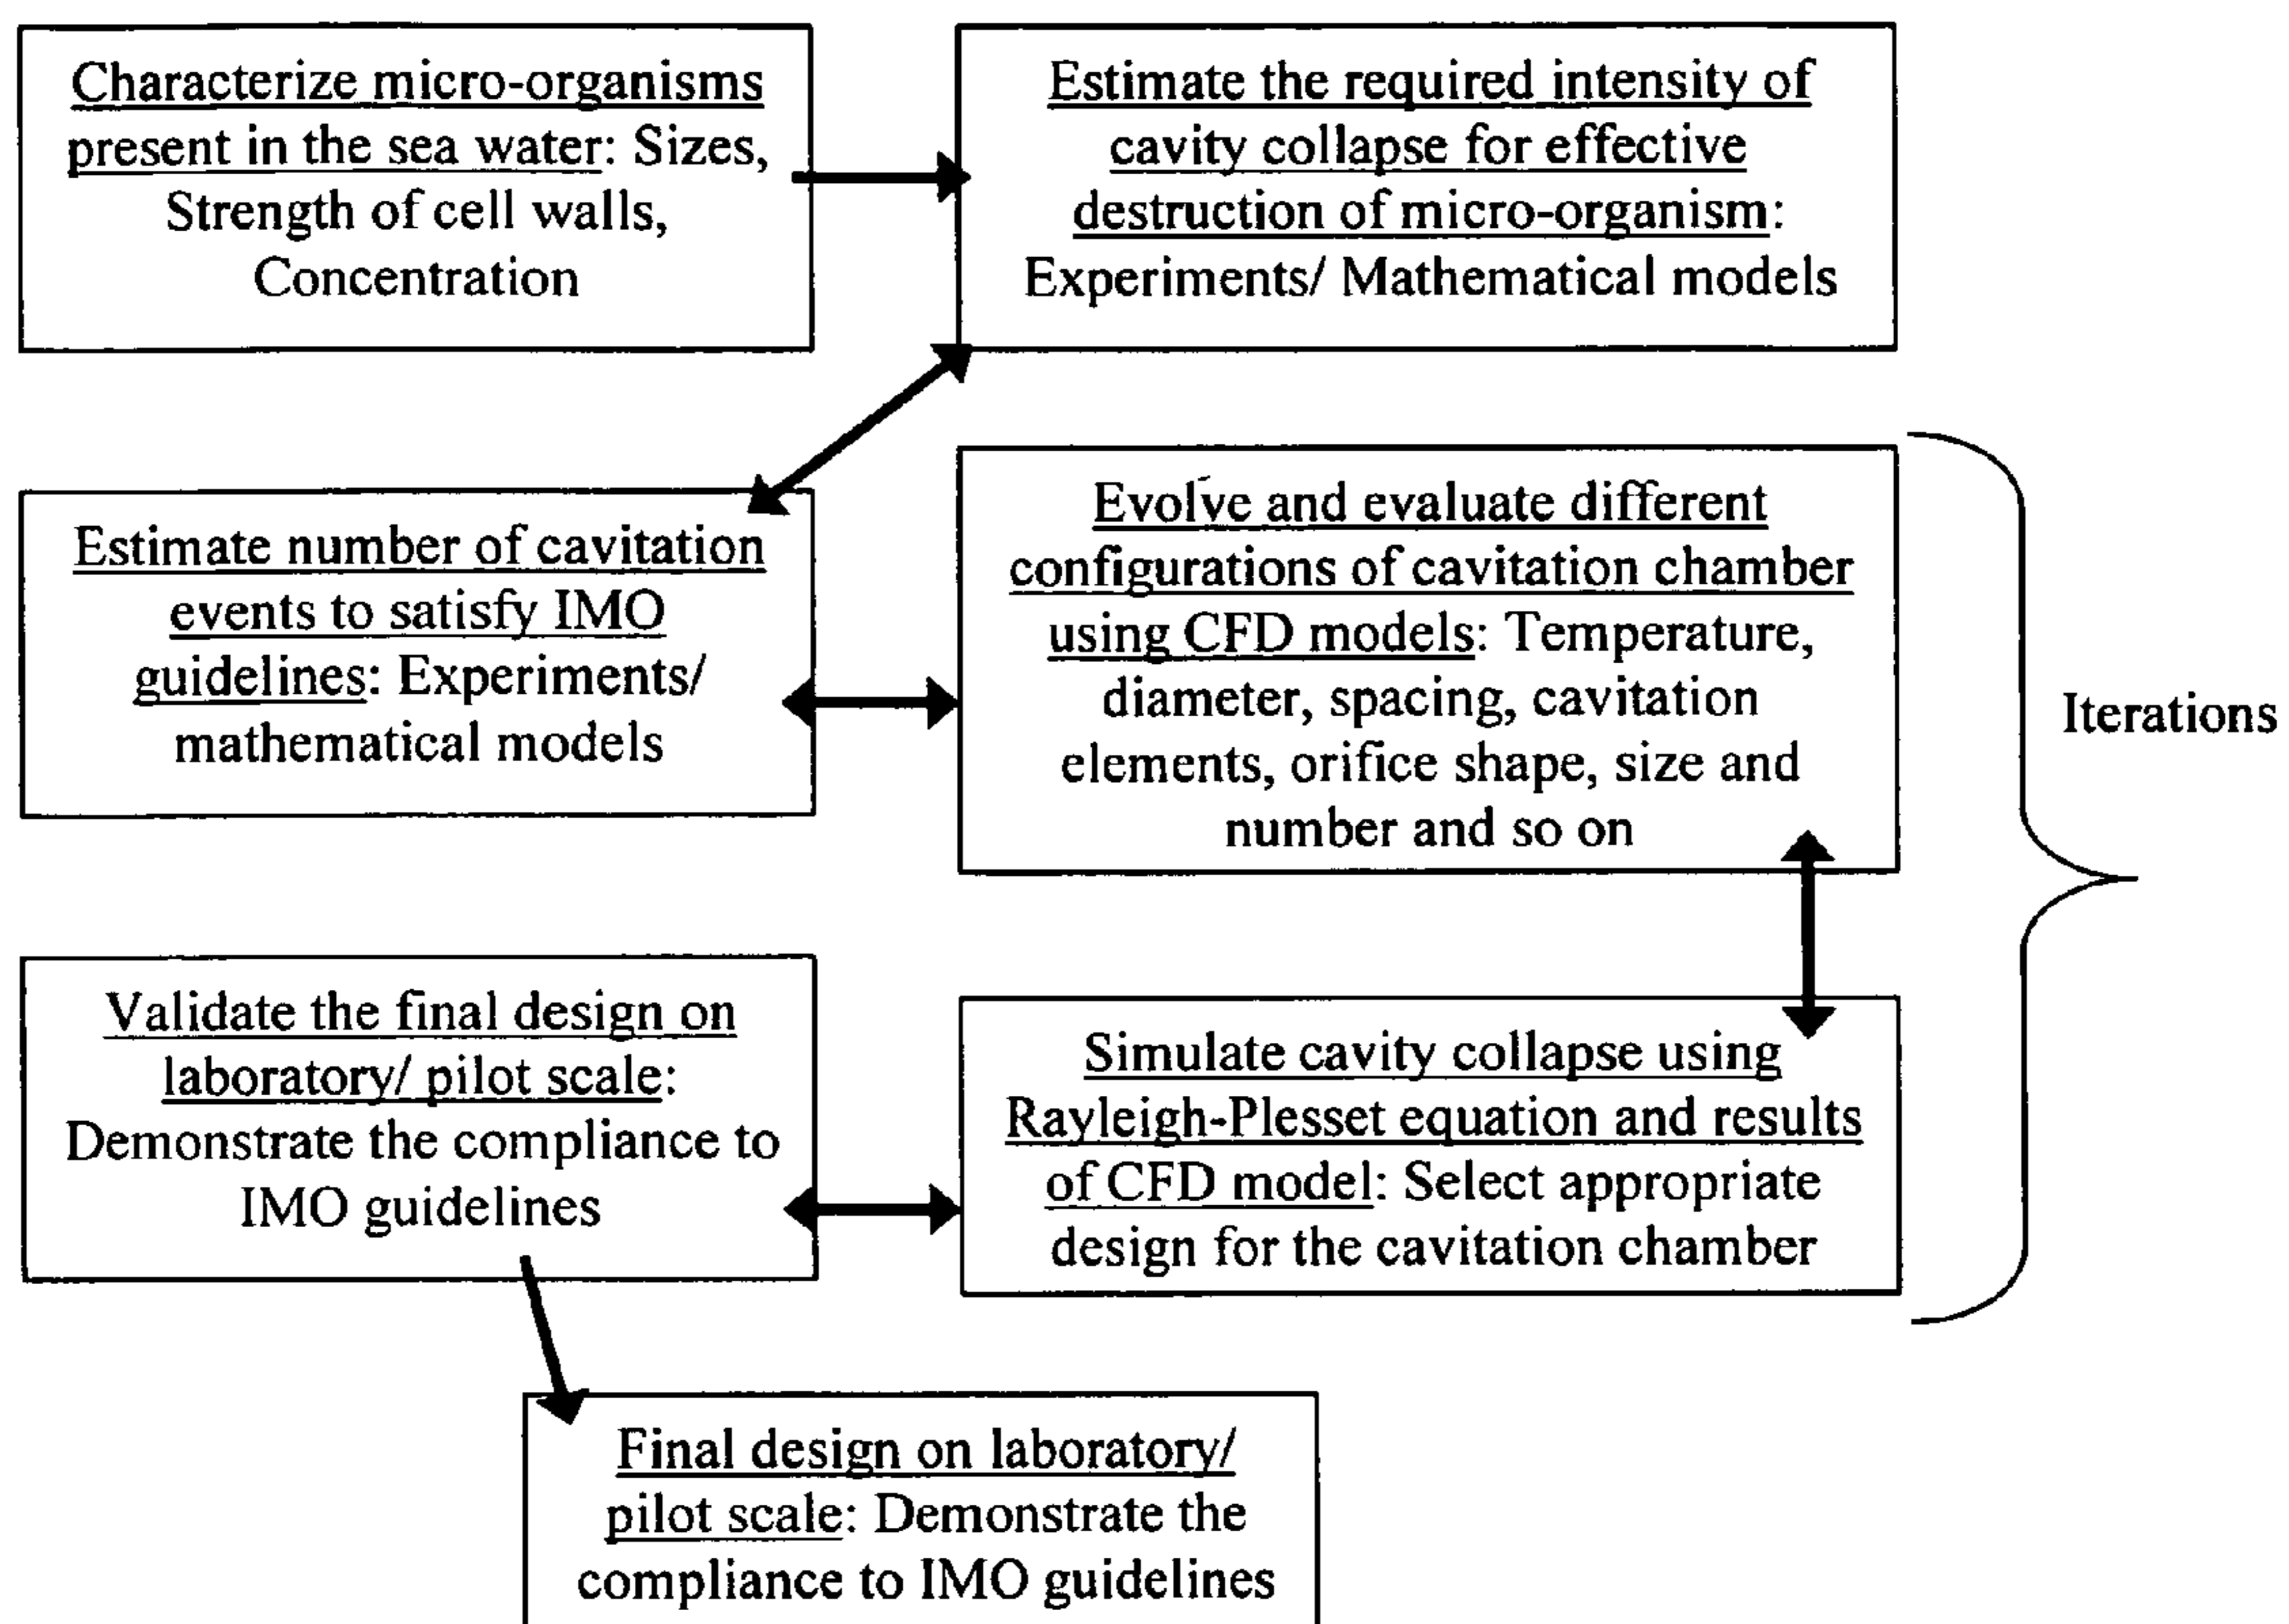 Characterize micro-organisms
present in the sea water: Sizes,
Strength of cell walls,
Concentration
Estimate the required intensity of
cavity collapse for effective
destruction of micro-organism:
Experiments/ Mathematical models
Estimate number of cavitation
events to satisfy IMO
guidelines: Experiments/
mathematical models
Evolve and evaluate different
configurations of cavitation chamber
using CFD models: Temperature,
diameter, spacing, cavitation
elements, orifice shape, size and
number and so on
Iterations
Validate the final design on
laboratory/ pilot scale:
Demonstrate the compliance to
IMO guidelines
Simulate cavity collapse using
Rayleigh-Plesset equation and results
of CFD model: Select appropriate
design for the cavitation chamber
Final design on laboratory/
pilot scale: Demonstrate the
compliance to IMO guidelines